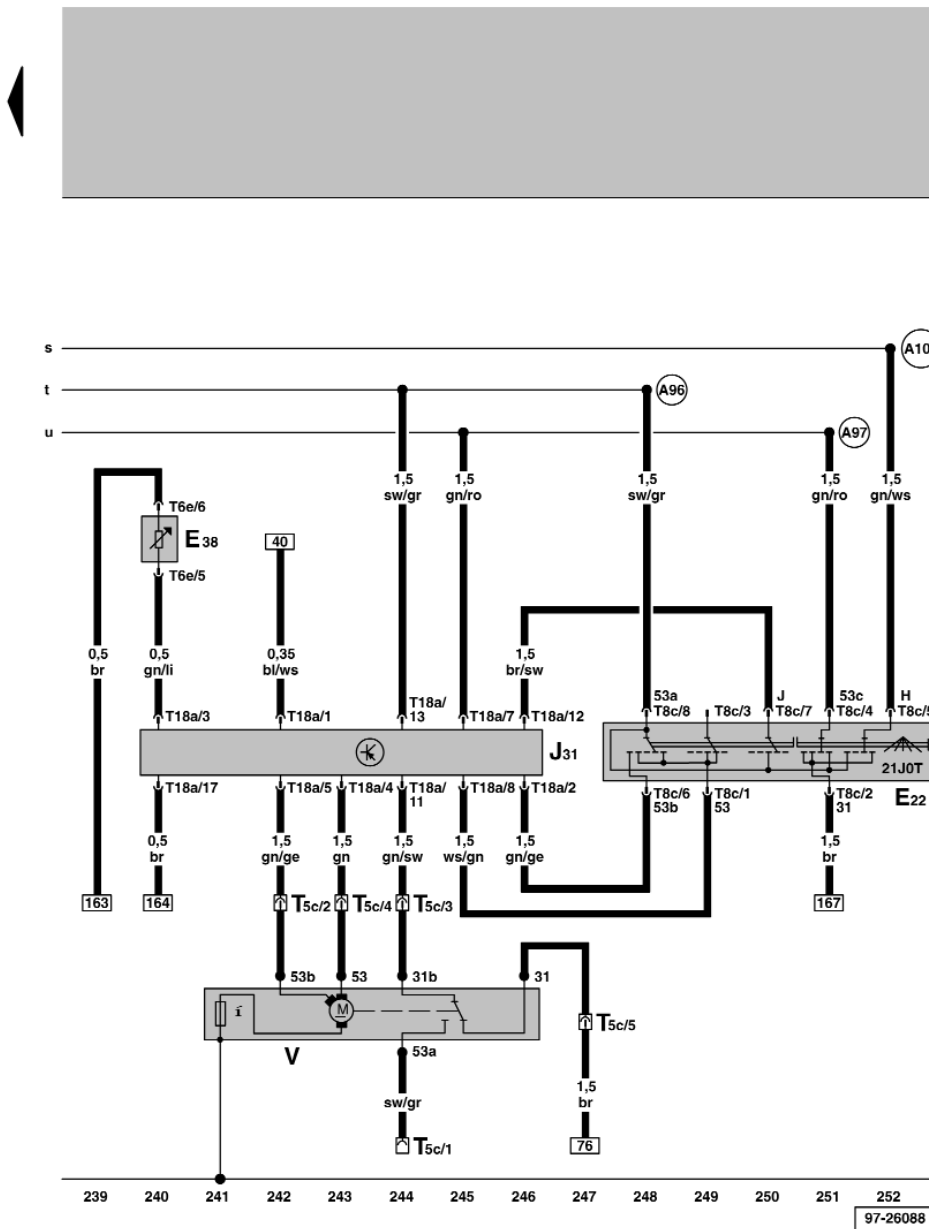 s
A10
t
A96
u
A97
1,5 1,5 1,5 1,5 1,5
sw/gr gn/ro sw/gr gn/ro gn/ws
T6e/6
E38
40
T6e/5
0,5 0,5 0,35 1,5
br gn/li bl/ws br/sw
53a J 53c H
T18a/3 T18a/1 T18a/13 T18a/7 T18a/12 T8c/8 T8c/3 T8c/7 T8c/4 T8c/5
J31
21J0T
E22
T18a/17 T18a/5 T18a/4 T18a/11 T18a/8 T18a/2 T8c/6 T8c/1 T8c/2
53b 53 31
0,5 1,5 1,5 1,5 1,5 1,5 1,5
br gn/ge gn gn/sw ws/gn gn/ge br
163 164 T5c/2 T5c/4 T5c/3 167
53b 53 31b 31
M
T5c/5
V
53a
sw/gr
1,5
br
T5c/1
76
239 240 241 242 243 244 245 246 247 248 249 250 251 252
97-26088